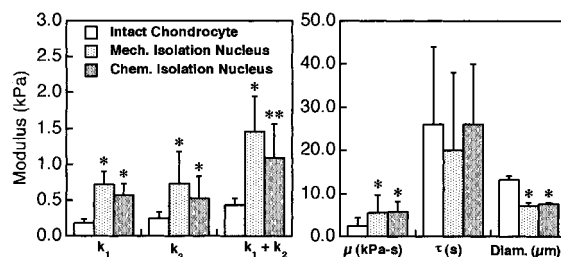 3.0
2.5
2.0
1.5
1.0
0.5
0.0
Modulus (kPa)
Intact Chondrocyte
Mech. Isolation Nucleus
Chem. Isolation Nucleus
* * * * * **
k1 k2 k1 + k2
50.0
40.0
30.0
20.0
10.0
0.0
* * * *
μ (kPa-s) τ (s) Diam. (μm)